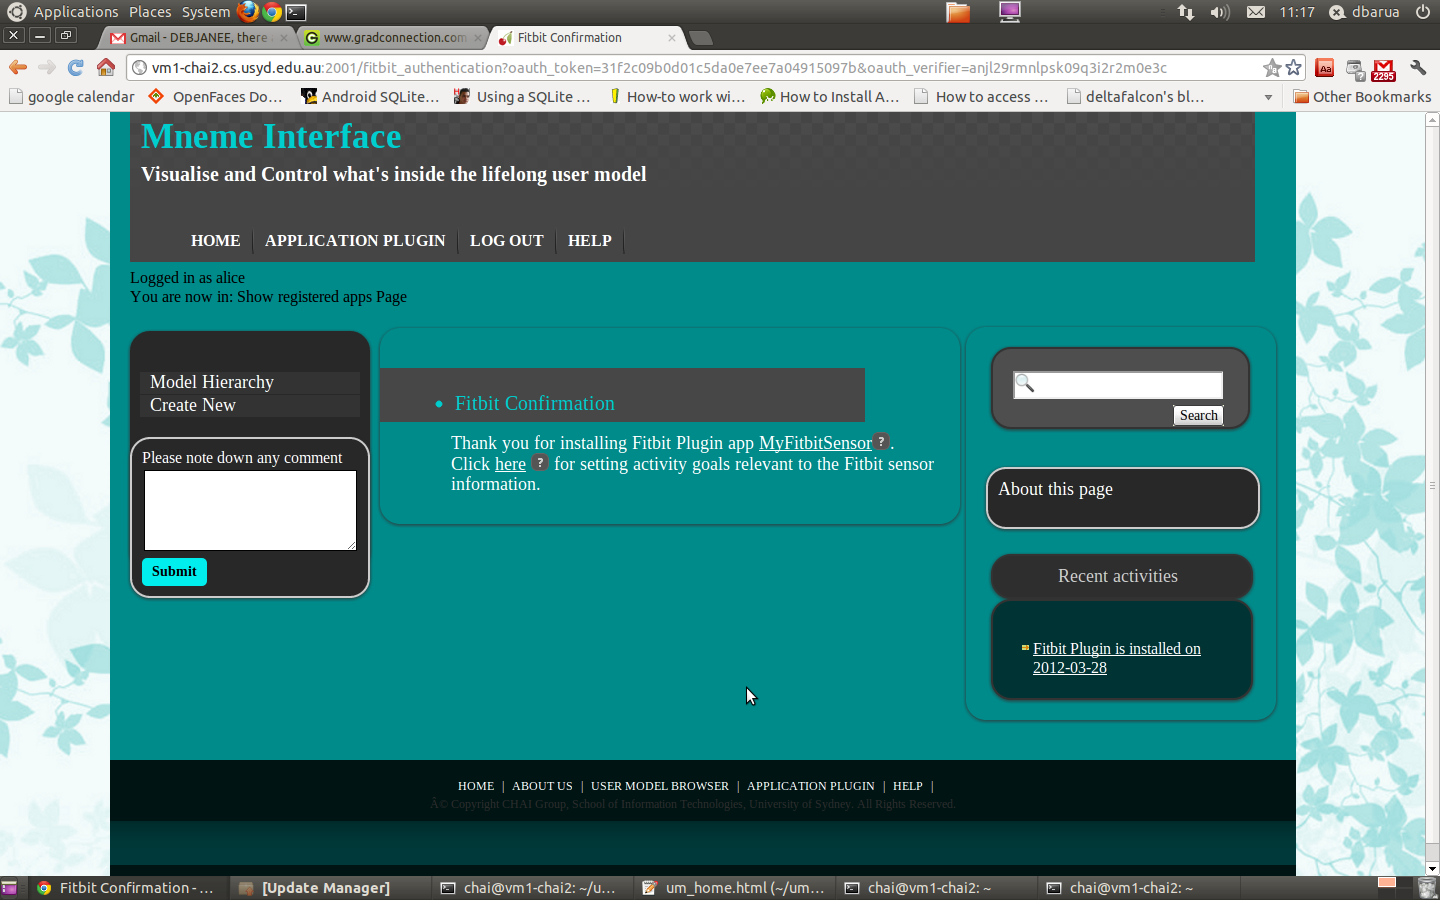 Applications Places System
11:17 dbarua
Gmail - DEBJANEE, there
www.gradconnection.com
Fitbit Confirmation
vm1-chai2.cs.usyd.edu.au:2001/fitbit_authentication?oauth_token=31f2c09b0d01c5da0e7ee7a04915097b&oauth_verifier=anjl29rmnlpsk09q3i2r2m0e3c
Aa
2295
google calendar
OpenFaces Do...
Android SQLite...
Using a SQLite ...
How-to work wi...
How to Install A...
How to access ...
deltafalcon's bl...
Other Bookmarks
Mneme Interface
Visualise and Control what's inside the lifelong user model
HOME APPLICATION PLUGIN LOG OUT HELP
Logged in as alice
You are now in: Show registered apps Page
Model Hierarchy
Create New
Please note down any comment
Submit
Fitbit Confirmation
Thank you for installing Fitbit Plugin app MyFitbitSensor ? .
Click here ? for setting activity goals relevant to the Fitbit sensor
information.
Search
About this page
Recent activities
Fitbit Plugin is installed on
2012-03-28
HOME | ABOUT US | USER MODEL BROWSER | APPLICATION PLUGIN | HELP |
Â© Copyright CHAI Group, School of Information Technologies, University of Sydney. All Rights Reserved.
Fitbit Confirmation - ...
[Update Manager]
chai@vm1-chai2: ~/u...
um_home.html (~/um...
chai@vm1-chai2: ~
chai@vm1-chai2: ~